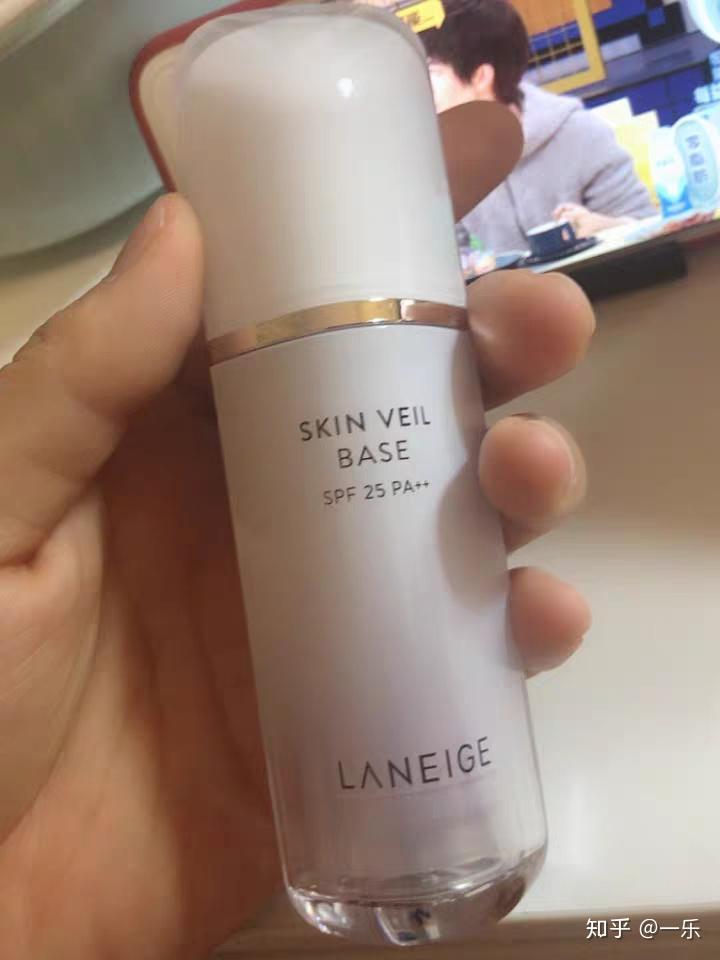 SKIN VEIL
BASE
SPF 25 PA++
LANEIGE
知乎 @一乐